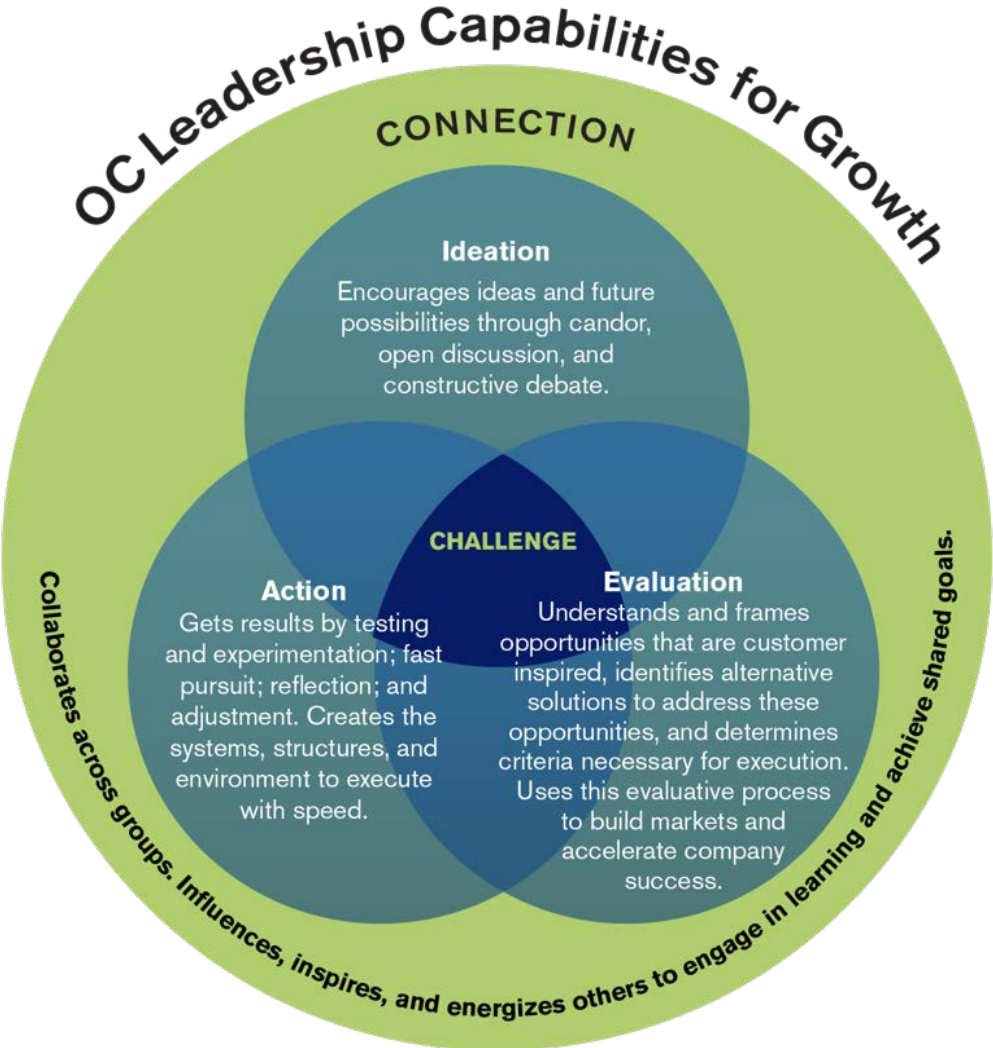 OC Leadership Capabilities for Growth
CONNECTION
Ideation
Encourages ideas and future
possibilities through candor,
open discussion, and
constructive debate.
CHALLENGE
Action
Gets results by testing
and experimentation; fast
pursuit; reflection; and
adjustment. Creates the
systems, structures, and
environment to execute
with speed.
Evaluation
Understands and frames
opportunities that are customer
inspired, identifies alternative
solutions to address these
opportunities, and determines
criteria necessary for execution.
Uses this evaluative process
to build markets and
accelerate company
success.
Collaborates across groups. Influences, inspires, and energizes others to engage in learning and achieve shared goals.